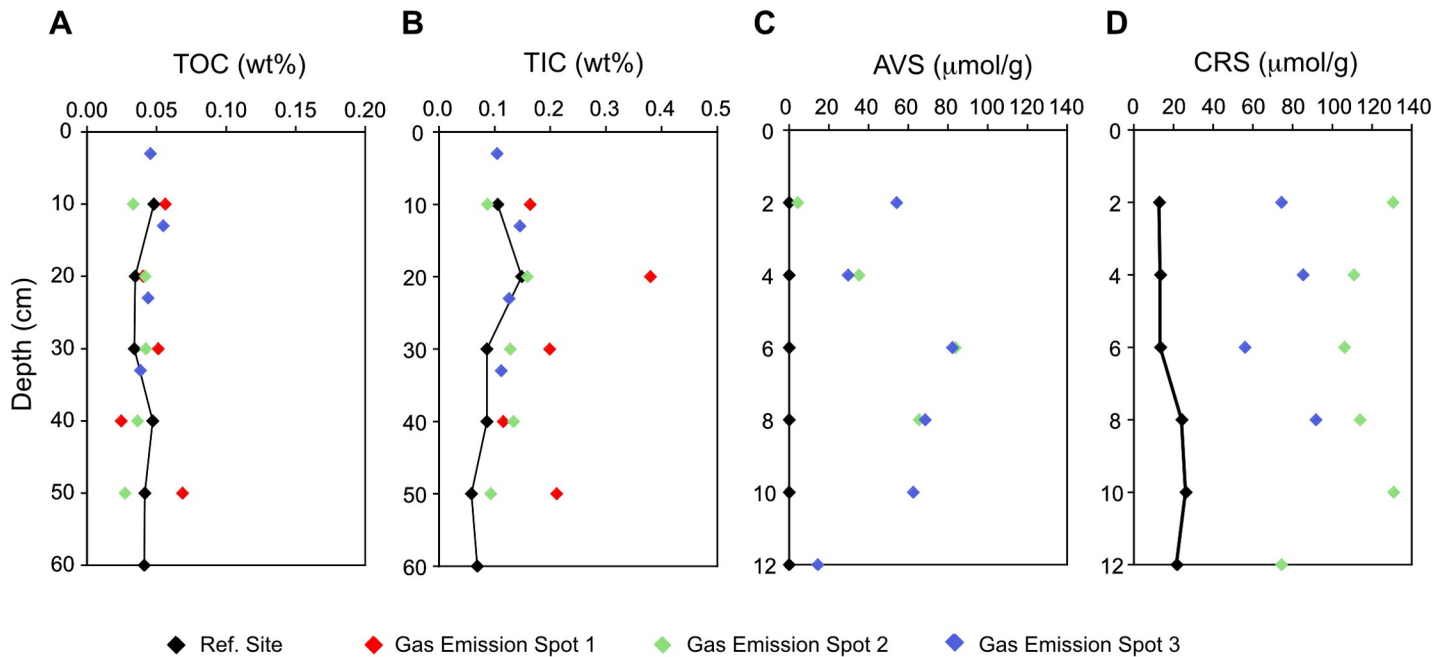 A
B
C
D
TOC (wt%)
TIC (wt%)
AVS (μmol/g)
CRS (μmol/g)
0.00 0.05 0.10 0.15 0.20
0.0 0.1 0.2 0.3 0.4 0.5
0 20 40 60 80 100 120 140
0 20 40 60 80 100 120 140
Depth (cm)
0
10
20
30
40
50
60
0
10
20
30
40
50
60
0
2
4
6
8
10
12
0
2
4
6
8
10
12
Ref. Site
Gas Emission Spot 1
Gas Emission Spot 2
Gas Emission Spot 3